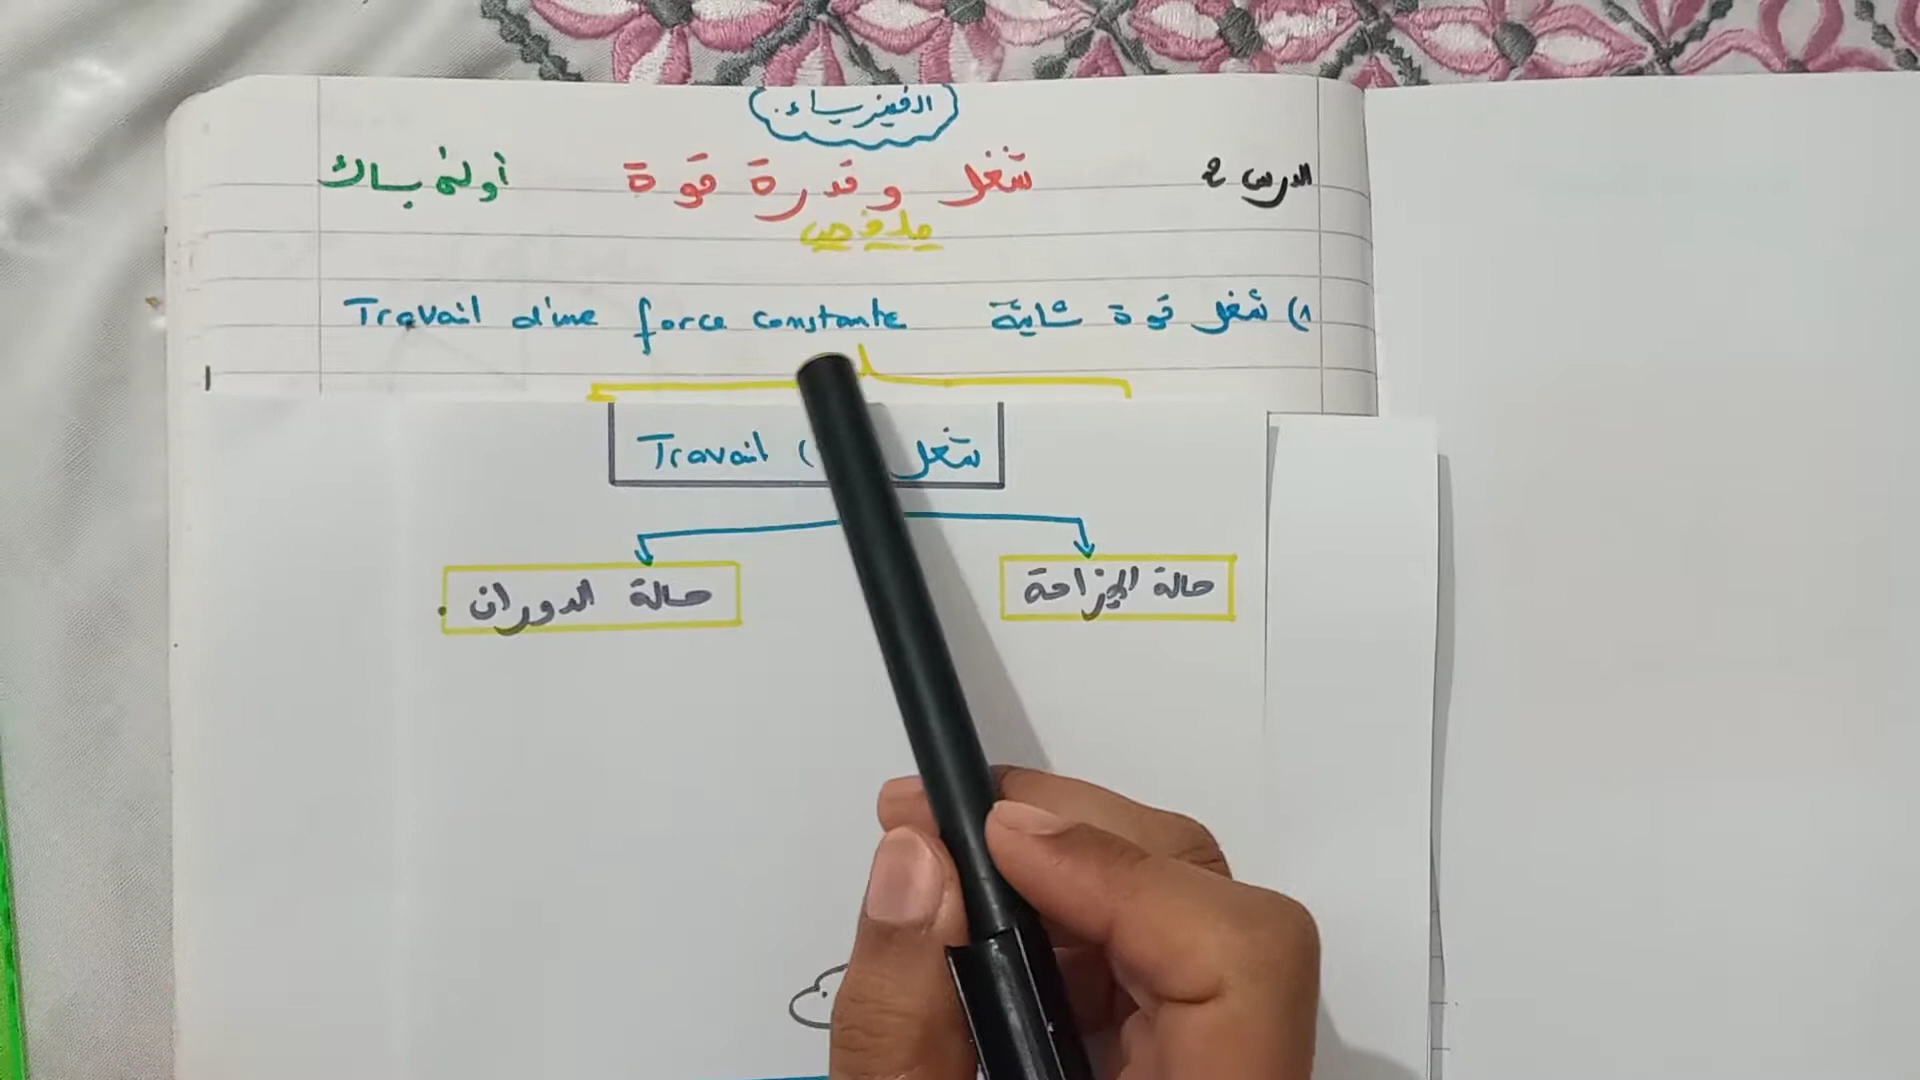 الفيزياء
الدرس 2 شغل وقدرة قوة أولى باك
ملخص
1) شغل قوة ثابتة Travail d'une force constante
شغل ( Travail
حالة الإزاحة
حالة الدوران.